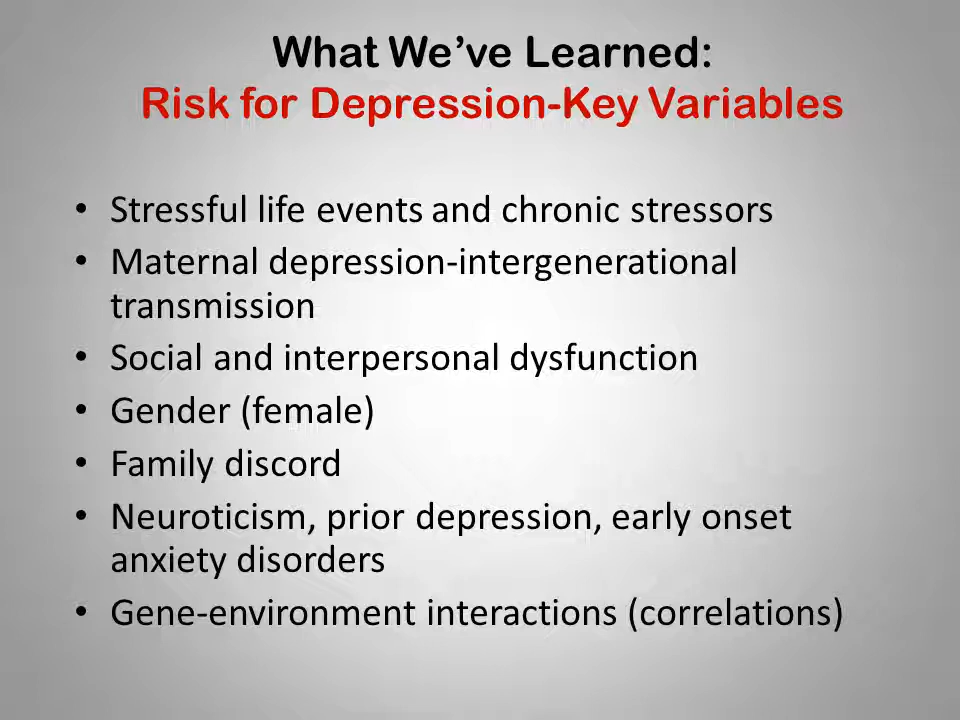 What We’ve Learned:
Risk for Depression-Key Variables
• Stressful life events and chronic stressors
• Maternal depression-intergenerational
transmission
• Social and interpersonal dysfunction
• Gender (female)
• Family discord
• Neuroticism, prior depression, early onset
anxiety disorders
• Gene-environment interactions (correlations)